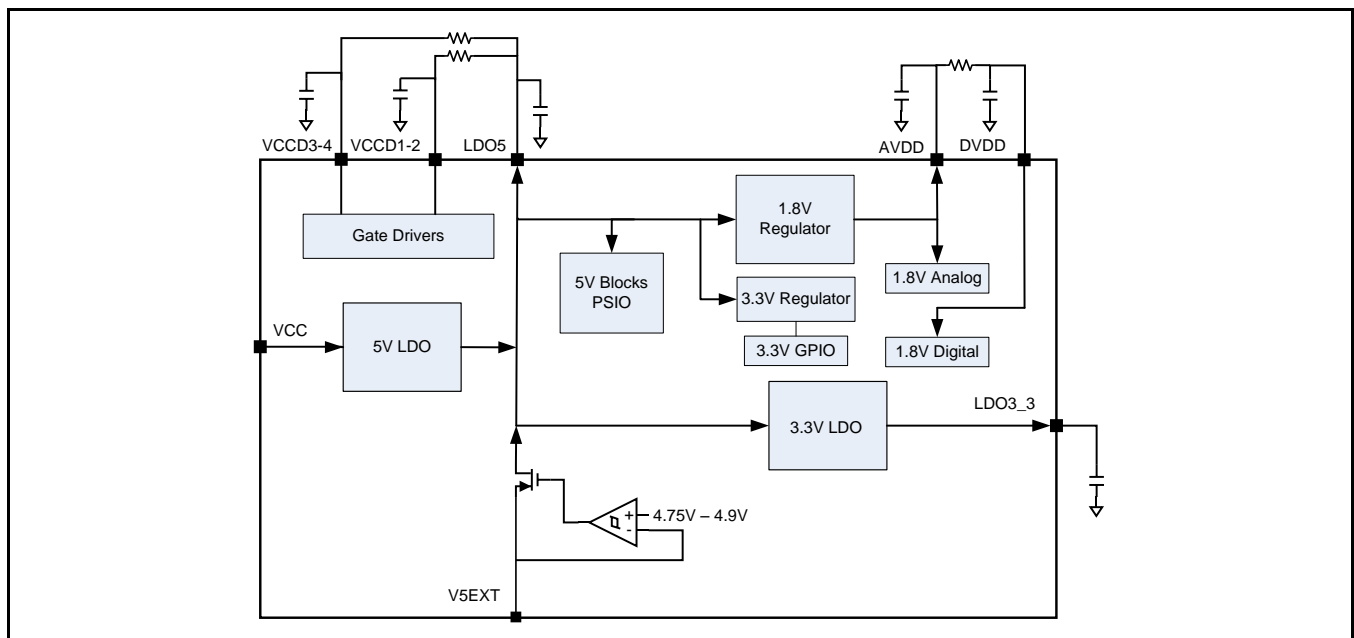 VCCD3-4
VCCD1-2
LDO5
AVDD
DVDD
Gate Drivers
1.8V
Regulator
5V Blocks
PSIO
1.8V Analog
3.3V Regulator
VCC
5V LDO
3.3V GPIO
1.8V Digital
LDO3_3
3.3V LDO
+
4.75V – 4.9V
-
V5EXT